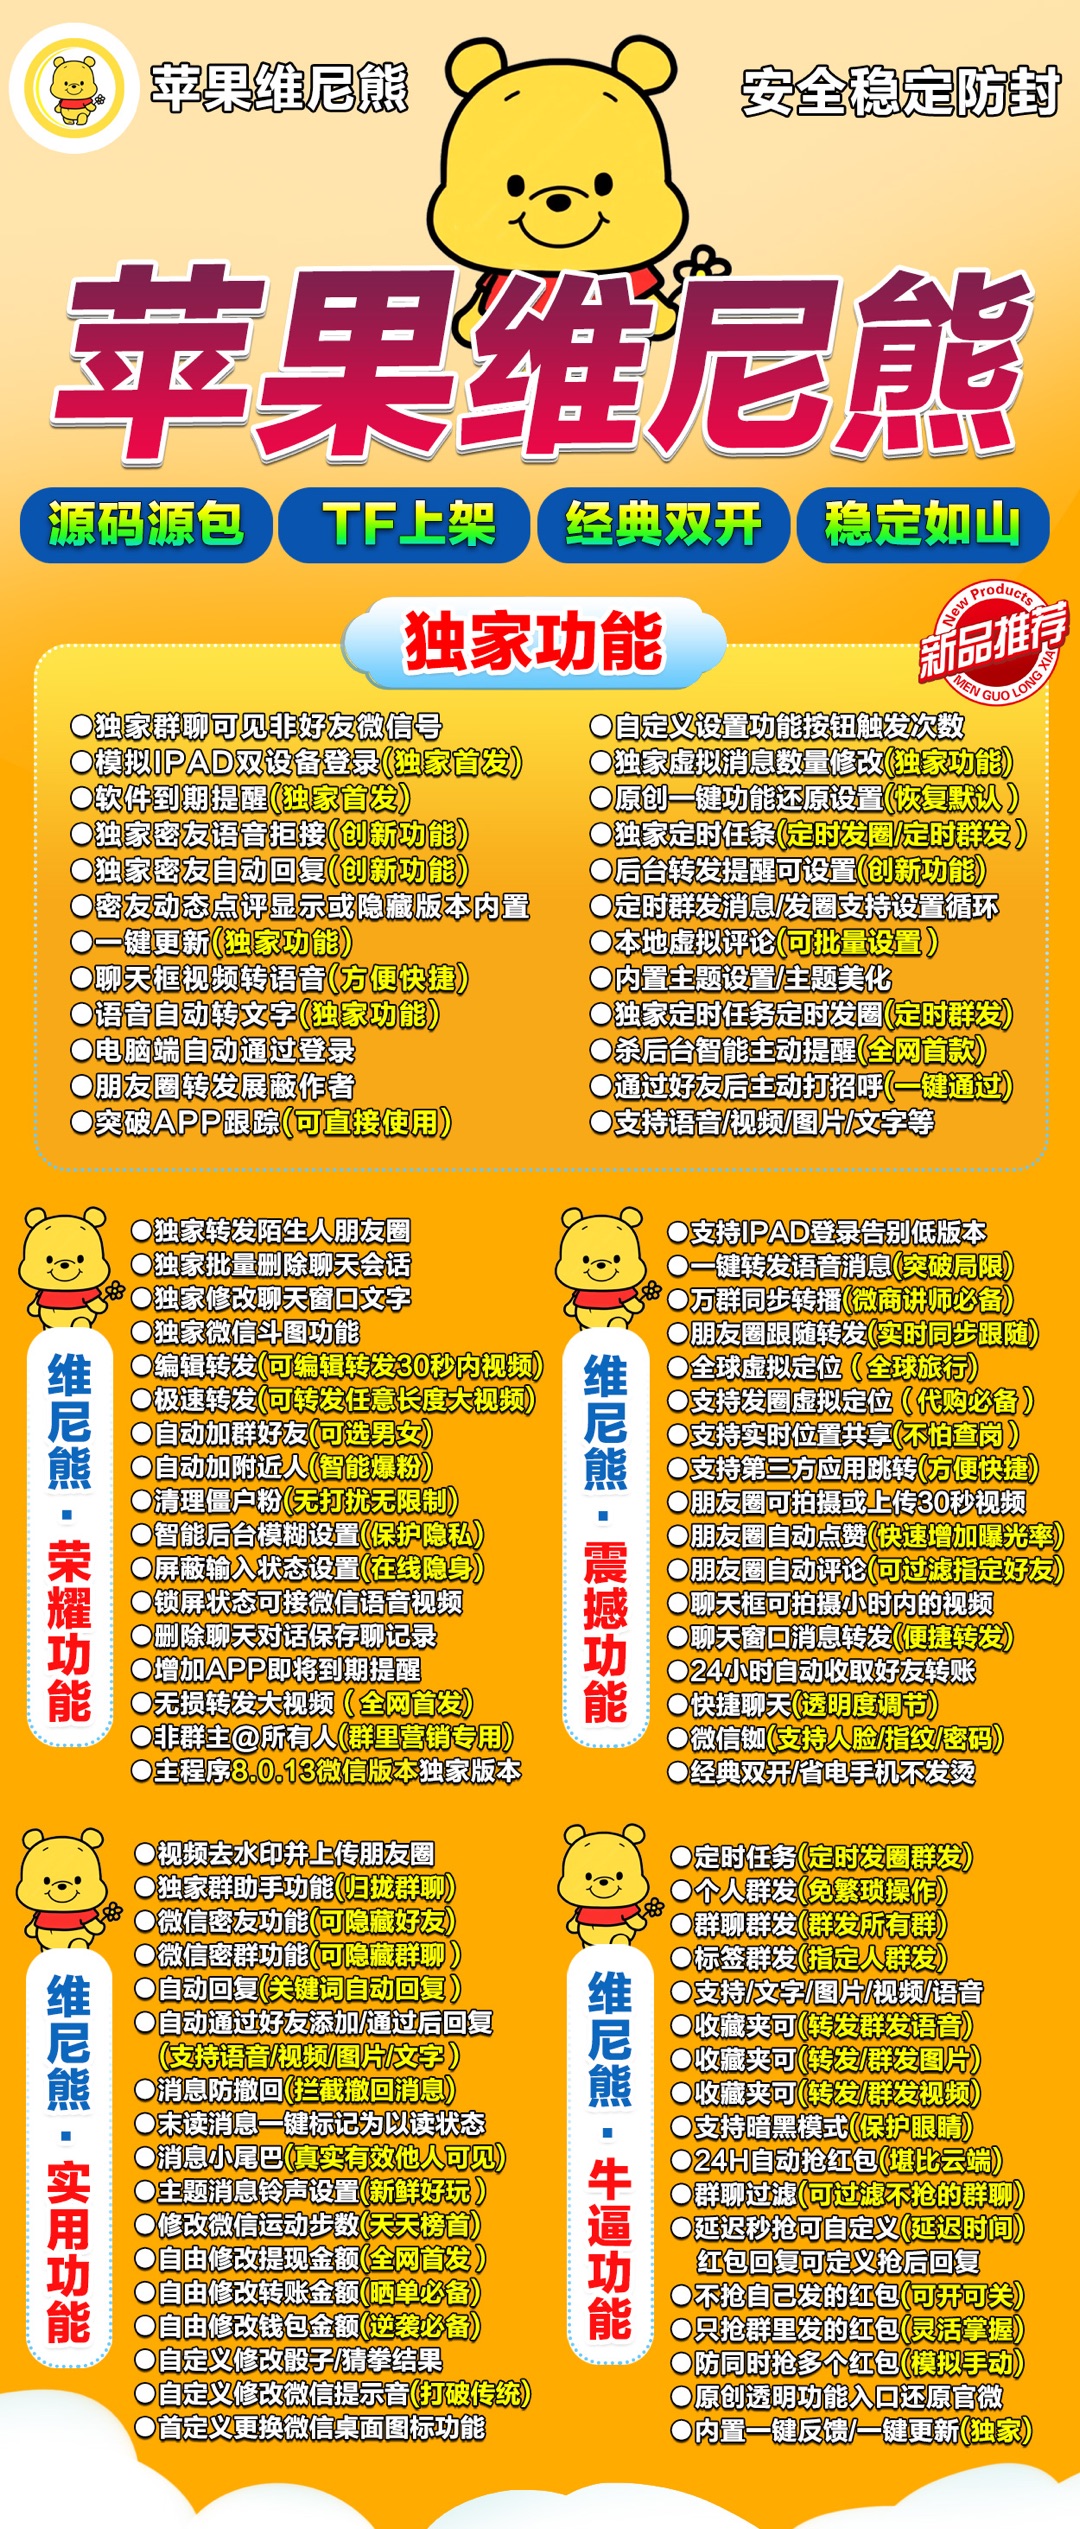 苹果维尼熊
安全稳定防封
苹果维尼熊
源码源包
TF上架
经典双开
稳定如山
独家功能
New Products
新品推荐
MEN GUO LONG XIA
●独家群聊可见非好友微信号
●模拟IPAD双设备登录(独家首发)
●软件到期提醒(独家首发)
●独家密友语音拒接(创新功能)
●独家密友自动回复(创新功能)
●密友动态点评显示或隐藏版本内置
●一键更新(独家功能)
●聊天框视频转语音(方便快捷)
●语音自动转文字(独家功能)
●电脑端自动通过登录
●朋友圈转发展蔽作者
●突破APP跟踪(可直接使用)
●自定义设置功能按钮触发次数
●独家虚拟消息数量修改(独家功能)
●原创一键功能还原设置(恢复默认)
●独家定时任条(定时发圈/定时群发)
●后台转发提醒可设置(创新功能)
●定时群发消息/发圈支持设置循环
●本地虚拟评论(可批量设置)
●内置主题设置/主题美化
●独家定时任务定时发圈(定时群发)
●杀后台智能主动提醒(全网首款)
●通过好友后主动打招呼(一键通过)
●支持语音/视频/图片/文字等
维尼熊·荣耀功能
●独家转发陌生人朋友圈
●独家批量删除聊天会话
●独家修改聊天窗口文字
●独家微信斗图功能
●编辑转发(可编辑转发30秒内视频)
●极速转发(可转发任意长度大视频)
●自动加群好友(可选男女)
●自动加附近人(智能爆粉)
●清理僵户粉(无打扰无限制)
●智能后台模糊设置(保护隐私)
●屏蔽输入状态设置(在线隐身)
●锁屏状态可接微信语音视频
●删除聊天对话保存聊记录
●增加APP即将到期提醒
●无损转发大视频(全网首发)
●非群主@所有人(群里营销专用)
●主程序8.0.13微信版本独家版本
维尼熊·震撼功能
●支持IPAD登录告别低版本
●一键转发语音消息(突破局限)
●万群同步转播(微商讲师必备)
●朋友圈跟随转发(实时同步跟随)
●全球虚拟定位(全球旅行)
●支持发圈虚拟定位(代购必备)
●支持实时位置共享(不怕查岗)
●支持第三方应用跳转(方便快捷)
●朋友圈可拍摄或上传30秒视频
●朋友圈自动点赞(快速增加曝光率)
●朋友圈自动评论(可过滤指定好友)
●聊天框可拍摄小时内的视频
●聊天窗口消息转发(便捷转发)
●24小时自动收取好友转账
●快捷聊天(透明度调节)
●微信铷(支持人脸/指纹/密码)
●经典双开/省电手机不发烫
维尼熊·实用功能
●视频去水印并上传朋友圈
●独家群助手功能(归拢群聊)
●微信密友功能(可隐藏好友)
●微信密群功能(可隐藏群聊)
●自动回复(关键词自动回复)
●自动通过好友添加/通过后回复
(支持语音/视频/图片/文字)
●消息防撤回(拦截撤回消息)
●末读消息一键标记为以读状态
●消息小尾巴(真实有效他人可见)
●主题消息铃声设置(新鲜好玩)
●修改微信运动步数(天天榜首)
●自由修改提现金额(全网首发)
●自由修改转账金额(晒单必备)
●自由修改钱包金额(逆袭必备)
●自定义修改骰子/猜拳结果
●自定义修改微信提示音(打破传统)
●首定义更换微信桌面图标功能
维尼熊·牛逼功能
●定时任务(定时发圈群发)
●个人群发(免繁琐操作)
●群聊群发(群发所有群)
●标签群发(指定人群发)
●支持/文字/图片/视频/语音
●收藏夹可(转发群发语音)
●收藏夹可(转发/群发图片)
●收藏夹可(转发/群发视频)
●支持暗黑模式(保护眼睛)
●24H自动抢红包(堪比云端)
●群聊过滤(可过滤不抢的群聊)
●延迟秒抢可自定义(延迟时间)
红包回复可定义抢后回复
●不抢自己发的红包(可开可关)
●只抢群里发的红包(灵活掌握)
●防同时抢多个红包(模拟手动)
●原创透明功能入口还原官微
●内置一键反馈/一键更新(独家)